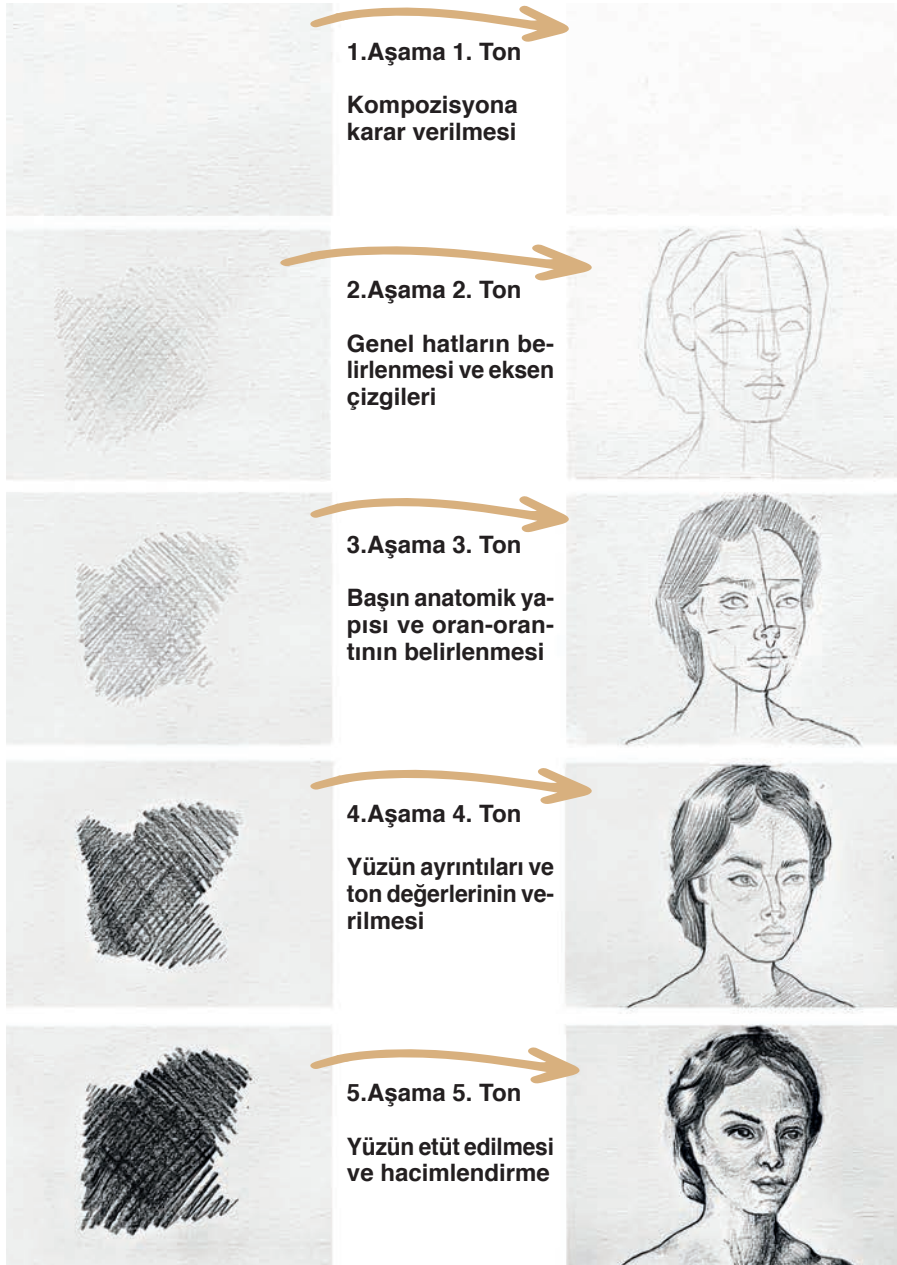 1.Aşama 1. Ton
Kompozisyona
karar verilmesi
2.Aşama 2. Ton
Genel hatların be-
lirlenmesi ve eksen
çizgileri
3.Aşama 3. Ton
Başın anatomik ya-
pısı ve oran-oran-
tının belirlenmesi
4.Aşama 4. Ton
Yüzün ayrıntıları ve
ton değerlerinin ve-
rilmesi
5.Aşama 5. Ton
Yüzün etüt edilmesi
ve hacimlendirme